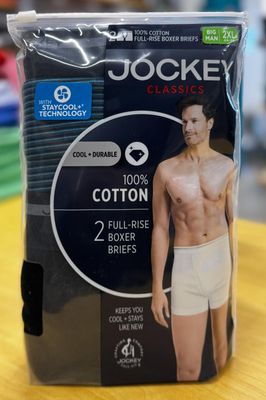 2 100% COTTON
FULL-RISE BOXER BRIEFS
BIG
MAN
2XL
JOCKEY
CLASSICS
WITH
STAYCOOL+
TECHNOLOGY
COOL + DURABLE
100%
COTTON
2 FULL-RISE
BOXER
BRIEFS
KEEPS YOU
COOL + STAYS
LIKE NEW
JOCKEY